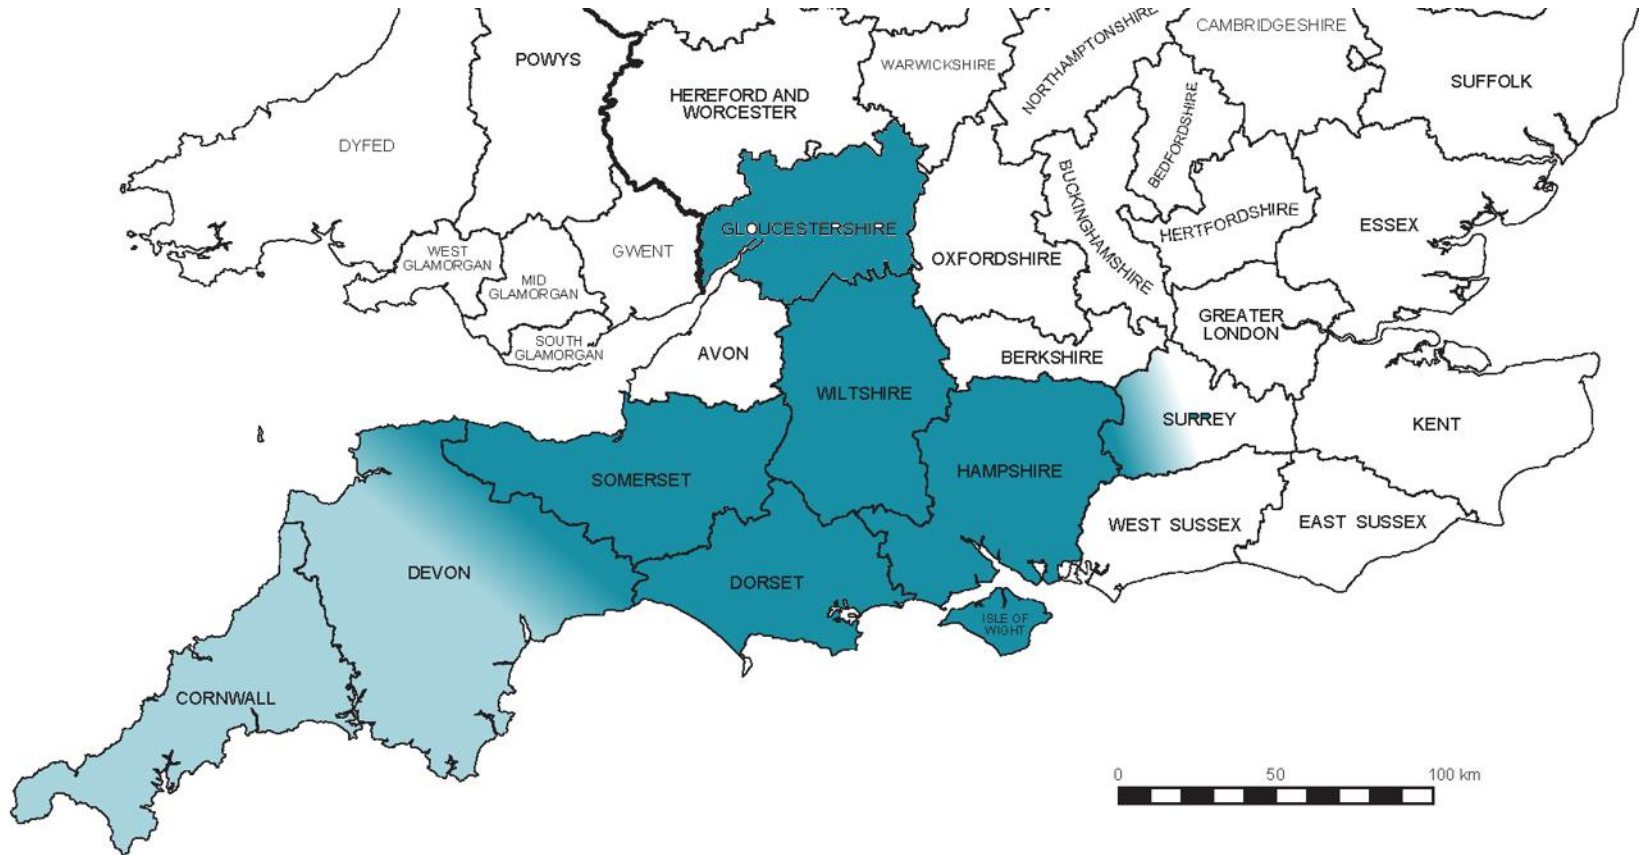 CAMBRIDGESHIRE
NORTHAMPTONSHIRE
POWYS
WARWICKSHIRE
SUFFOLK
HEREFORD AND
WORCESTER
BEDFORDSHIRE
DYFED
BUCKINGHAMSHIRE
HERTFORDSHIRE
ESSEX
GLOUCESTERSHIRE
WEST
GLAMORGAN
GWENT
OXFORDSHIRE
MID
GLAMORGAN
GREATER
LONDON
SOUTH
GLAMORGAN
AVON
BERKSHIRE
WILTSHIRE
SURREY
KENT
SOMERSET
HAMPSHIRE
WEST SUSSEX
EAST SUSSEX
DEVON
DORSET
ISLE OF
WIGHT
CORNWALL
0 50 100 km